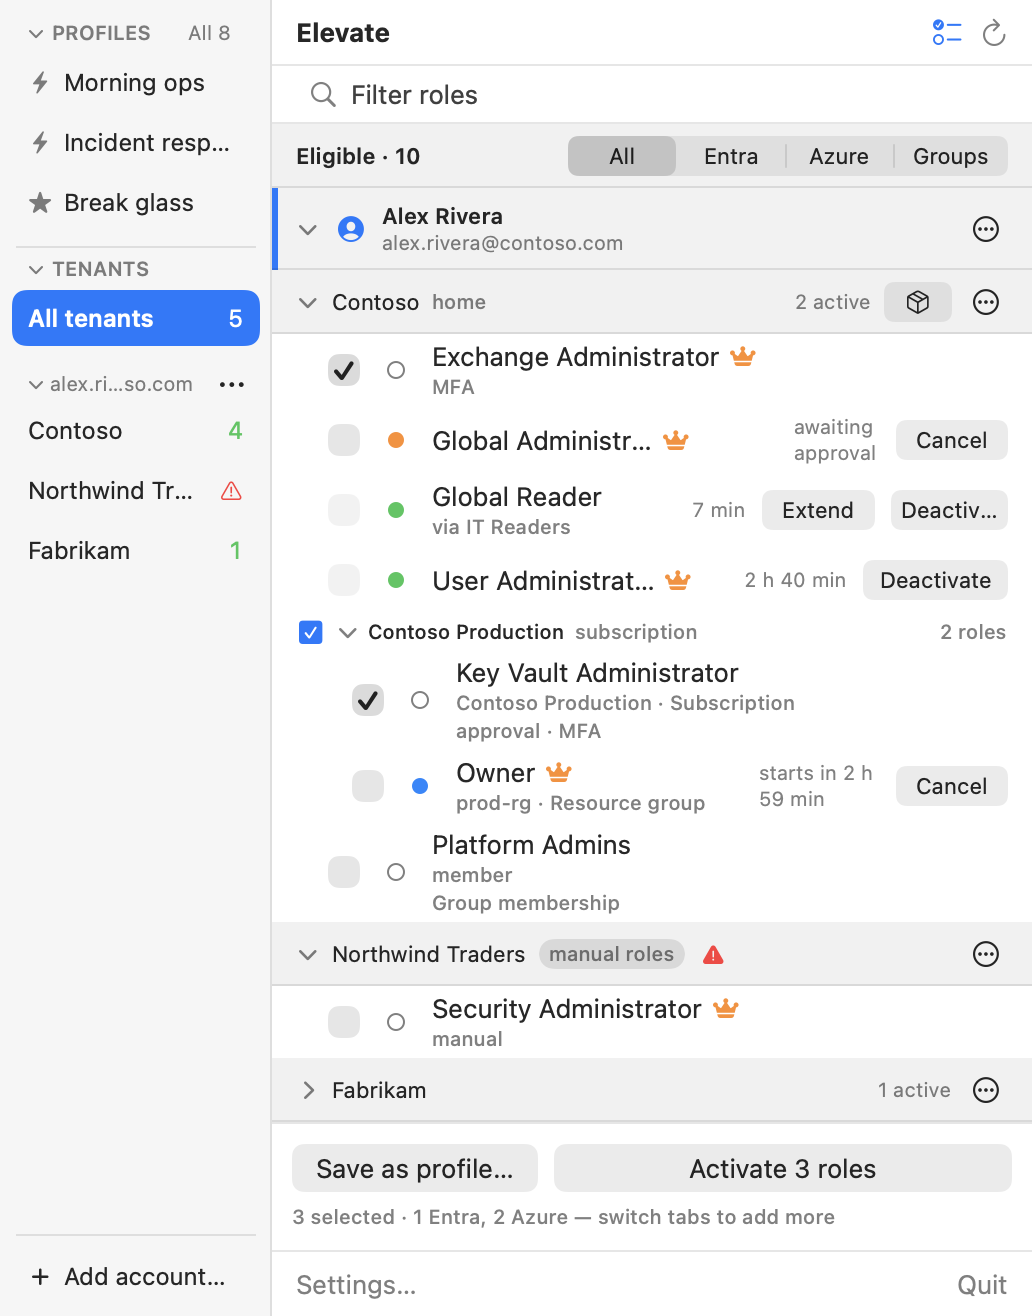 PROFILES All 8
Morning ops
Incident resp...
Break glass
TENANTS
All tenants 5
alex.ri...so.com
Contoso 4
Northwind Tr...
Fabrikam 1
+ Add account...
Elevate
Filter roles
Eligible · 10 All Entra Azure Groups
Alex Rivera
alex.rivera@contoso.com
Contoso home 2 active
Exchange Administrator
MFA
Global Administr... awaiting approval Cancel
Global Reader
via IT Readers
7 min Extend Deactiv...
User Administrat... 2 h 40 min Deactivate
Contoso Production subscription 2 roles
Key Vault Administrator
Contoso Production · Subscription
approval · MFA
Owner
prod-rg · Resource group
starts in 2 h
59 min
Cancel
Platform Admins
member
Group membership
Northwind Traders manual roles
Security Administrator
manual
Fabrikam 1 active
Save as profile... Activate 3 roles
3 selected · 1 Entra, 2 Azure — switch tabs to add more
Settings... Quit